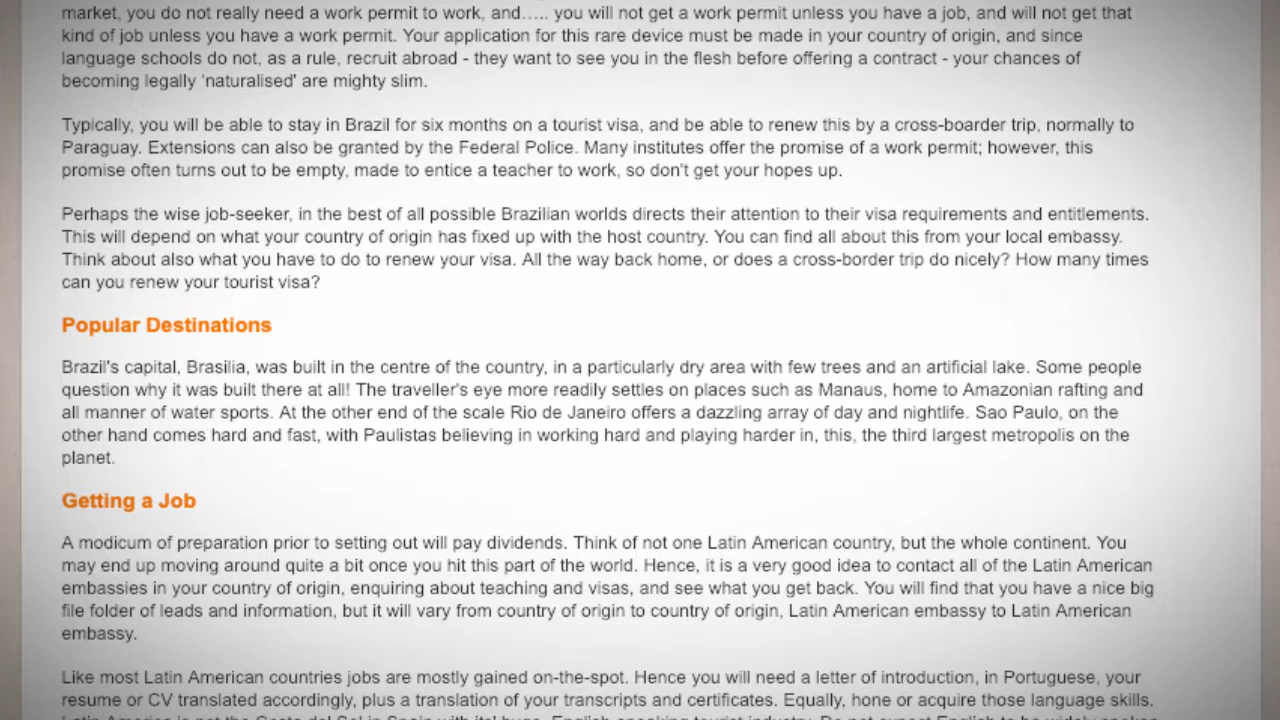 market, you do not really need a work permit to work, and..... you will not get a work permit unless you have a job, and will not get that
kind of job unless you have a work permit. Your application for this rare device must be made in your country of origin, and since
language schools do not, as a rule, recruit abroad - they want to see you in the flesh before offering a contract - your chances of
becoming legally 'naturalised' are mighty slim.
Typically, you will be able to stay in Brazil for six months on a tourist visa, and be able to renew this by a cross-boarder trip, normally to
Paraguay. Extensions can also be granted by the Federal Police. Many institutes offer the promise of a work permit; however, this
promise often turns out to be empty, made to entice a teacher to work, so don't get your hopes up.
Perhaps the wise job-seeker, in the best of all possible Brazilian worlds directs their attention to their visa requirements and entitlements.
This will depend on what your country of origin has fixed up with the host country. You can find all about this from your local embassy.
Think about also what you have to do to renew your visa. All the way back home, or does a cross-border trip do nicely? How many times
can you renew your tourist visa?
Popular Destinations
Brazil's capital, Brasilia, was built in the centre of the country, in a particularly dry area with few trees and an artificial lake. Some people
question why it was built there at all! The traveller's eye more readily settles on places such as Manaus, home to Amazonian rafting and
all manner of water sports. At the other end of the scale Rio de Janeiro offers a dazzling array of day and nightlife. Sao Paulo, on the
other hand comes hard and fast, with Paulistas believing in working hard and playing harder in, this, the third largest metropolis on the
planet.
Getting a Job
A modicum of preparation prior to setting out will pay dividends. Think of not one Latin American country, but the whole continent. You
may end up moving around quite a bit once you hit this part of the world. Hence, it is a very good idea to contact all of the Latin American
embassies in your country of origin, enquiring about teaching and visas, and see what you get back. You will find that you have a nice big
file folder of leads and information, but it will vary from country of origin to country of origin, Latin American embassy to Latin American
embassy.
Like most Latin American countries jobs are mostly gained on-the-spot. Hence you will need a letter of introduction, in Portuguese, your
resume or CV translated accordingly, plus a translation of your transcripts and certificates. Equally, hone or acquire those language skills.